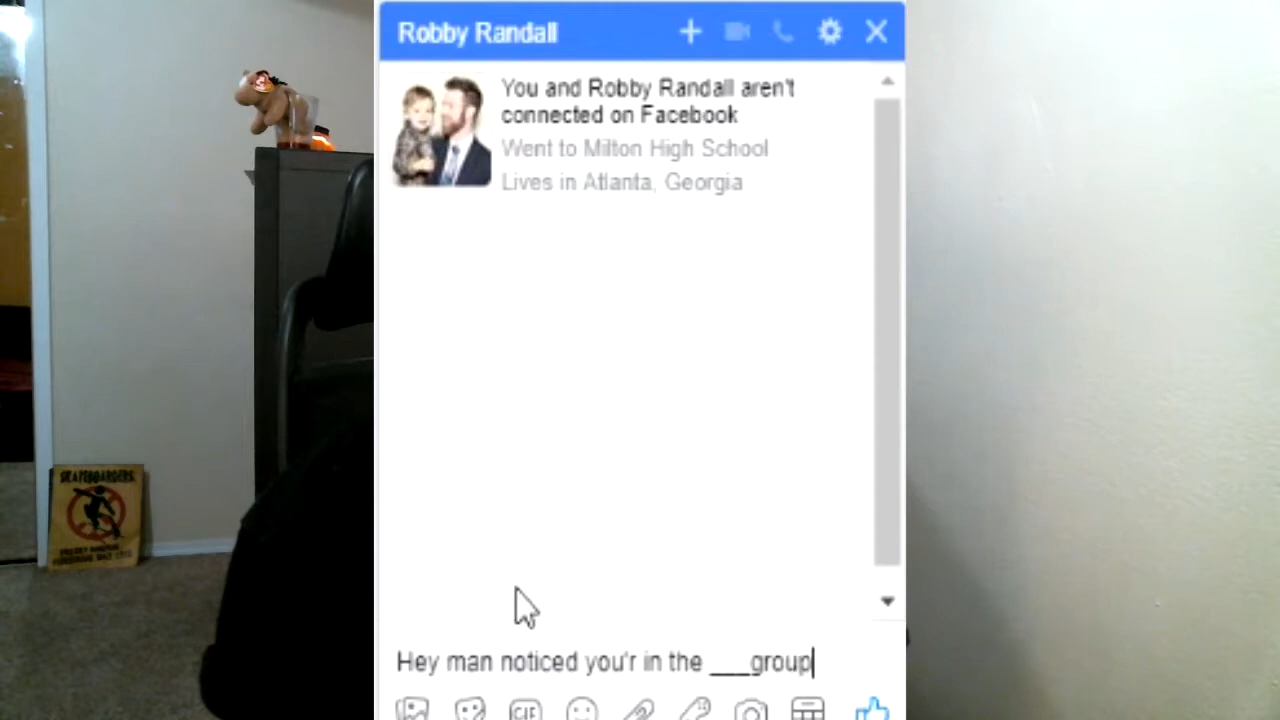 Robby Randall
You and Robby Randall aren't
connected on Facebook
Went to Milton High School
Lives in Atlanta, Georgia
Hey man noticed you'r in the ___group
GIF
SKATEBOARDERS